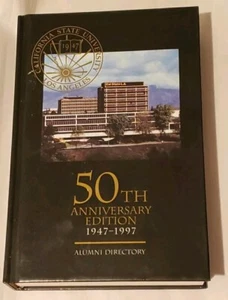 CALIFORNIA STATE UNIVERSITY
LOS ANGELES
1947
50TH
ANNIVERSARY
EDITION
1947-1997
ALUMNI DIRECTORY